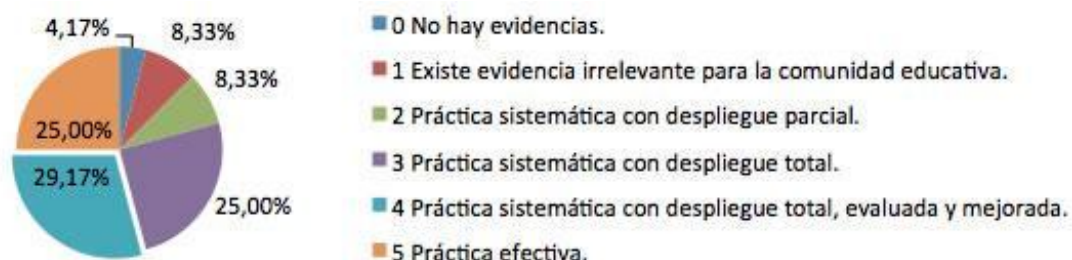 4,17%
8,33%
8,33%
25,00%
29,17%
25,00%
0 No hay evidencias.
1 Existe evidencia irrelevante para la comunidad educativa.
2 Práctica sistemática con despliegue parcial.
3 Práctica sistemática con despliegue total.
4 Práctica sistemática con despliegue total, evaluada y mejorada.
5 Práctica efectiva.